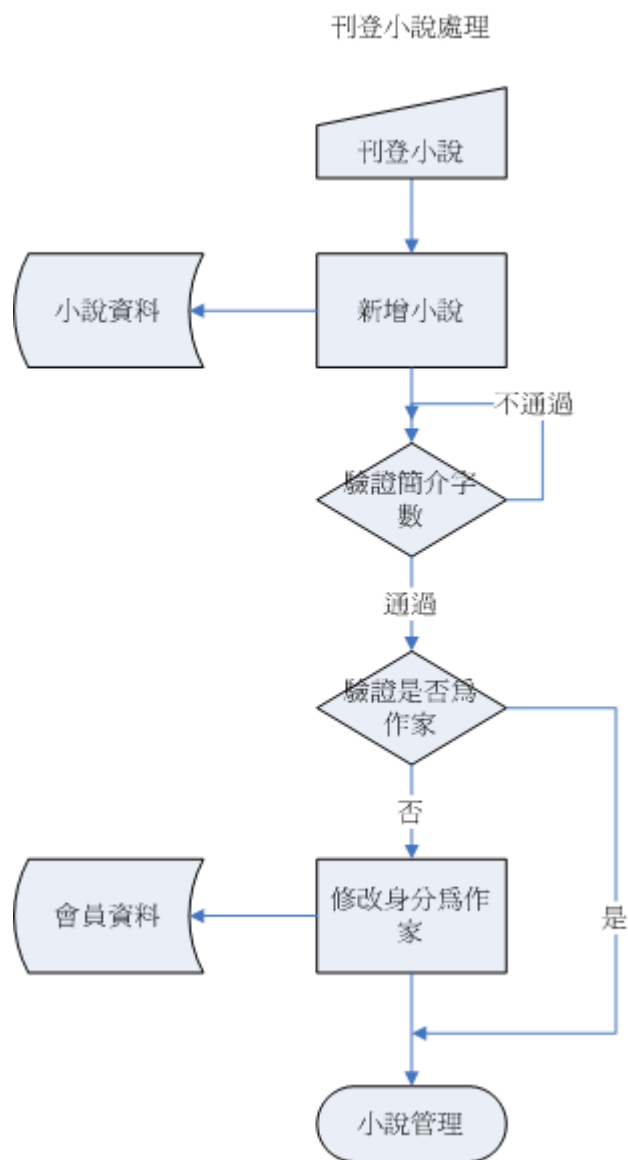 刊登小說處理
刊登小說
小說資料
新增小說
不通過
驗證簡介字
數
通過
驗證是否為
作家
否
會員資料
修改身分為作
家
是
小說管理